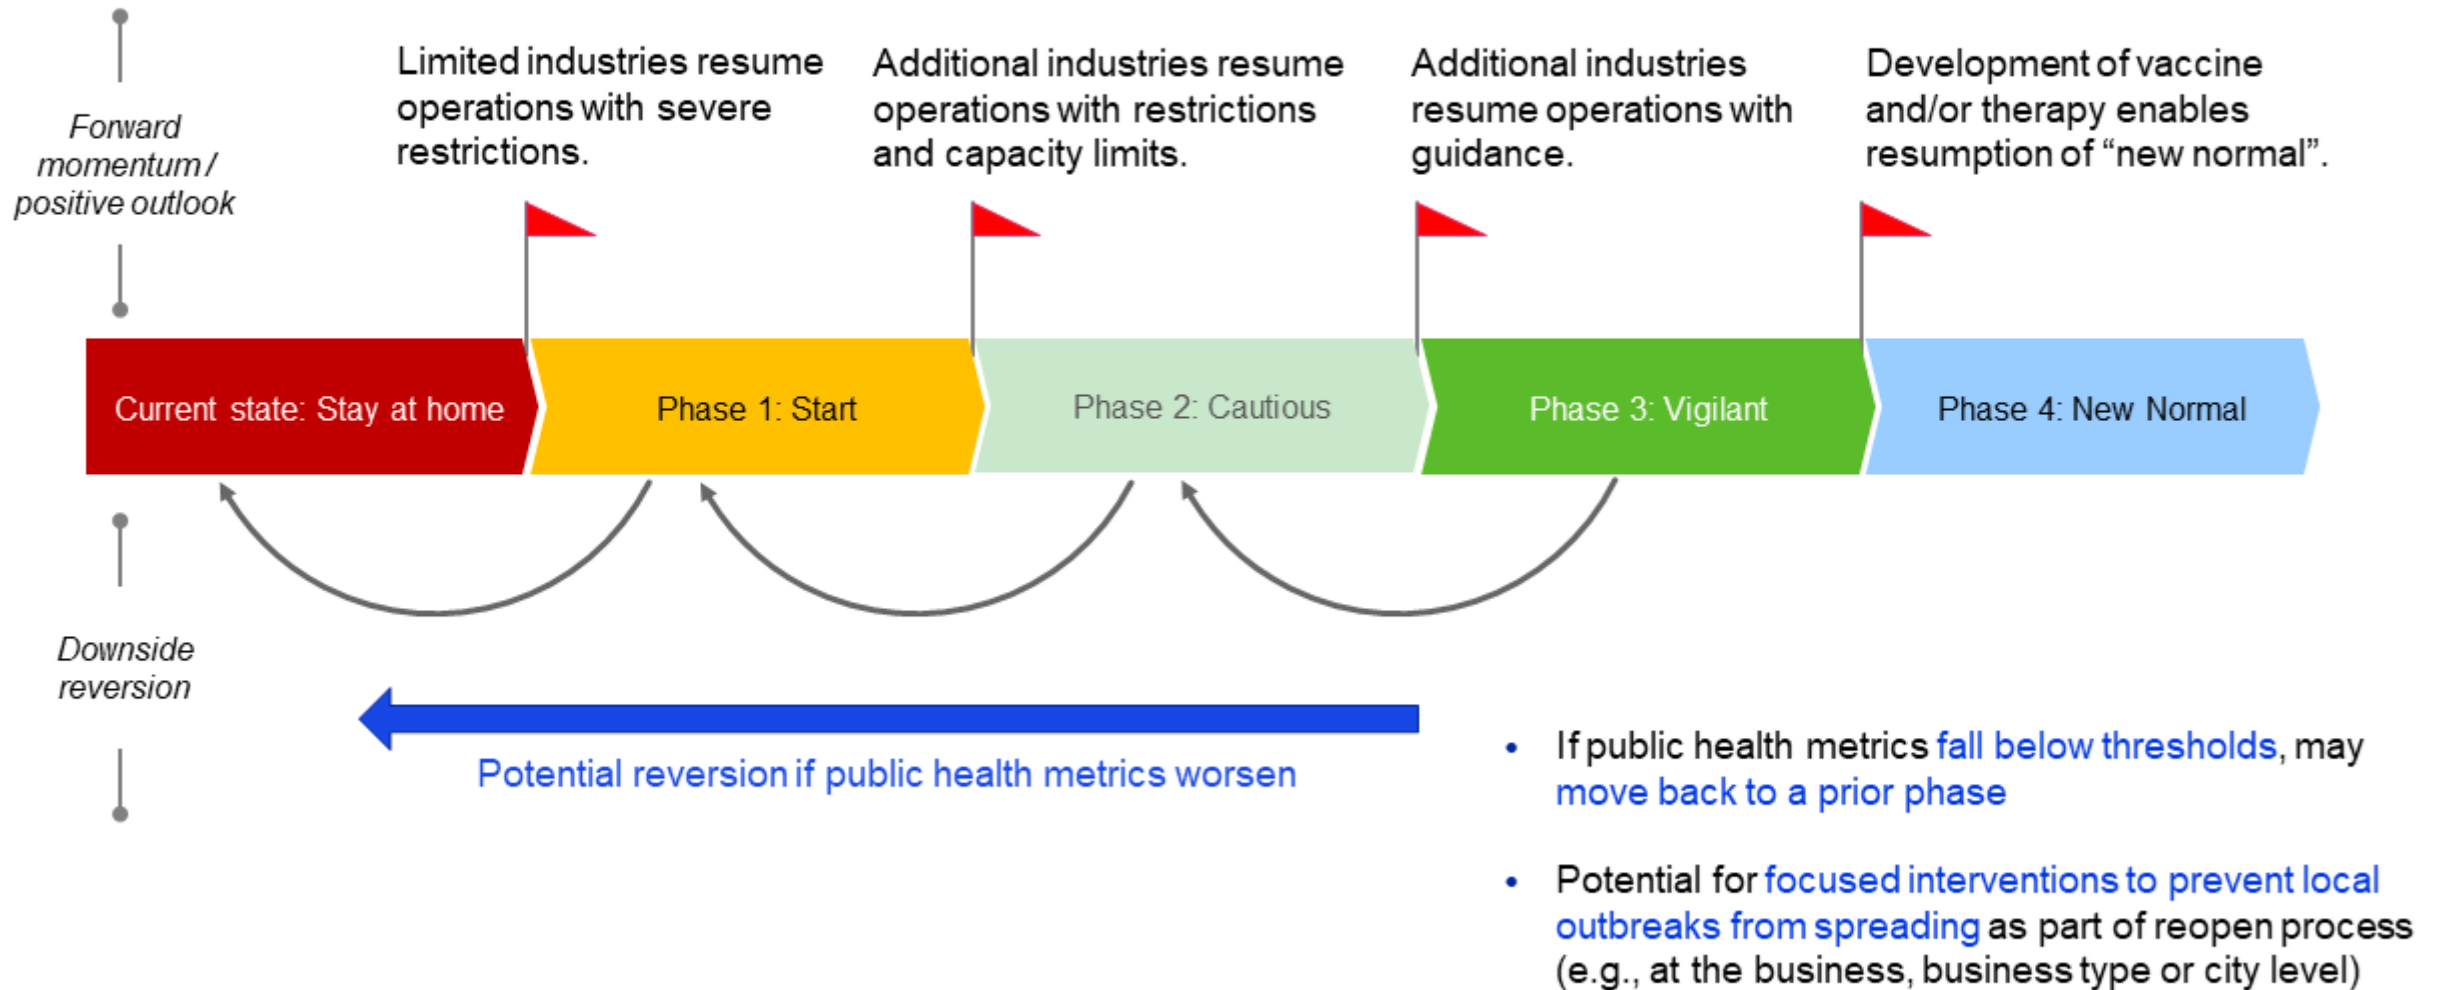 Forward
momentum /
positive outlook
Limited industries resume
operations with severe
restrictions.
Additional industries resume
operations with restrictions
and capacity limits.
Additional industries
resume operations with
guidance.
Development of vaccine
and/or therapy enables
resumption of “new normal”.
Current state: Stay at home
Phase 1: Start
Phase 2: Cautious
Phase 3: Vigilant
Phase 4: New Normal
Downside
reversion
Potential reversion if public health metrics worsen
• If public health metrics fall below thresholds, may
move back to a prior phase
• Potential for focused interventions to prevent local
outbreaks from spreading as part of reopen process
(e.g., at the business, business type or city level)